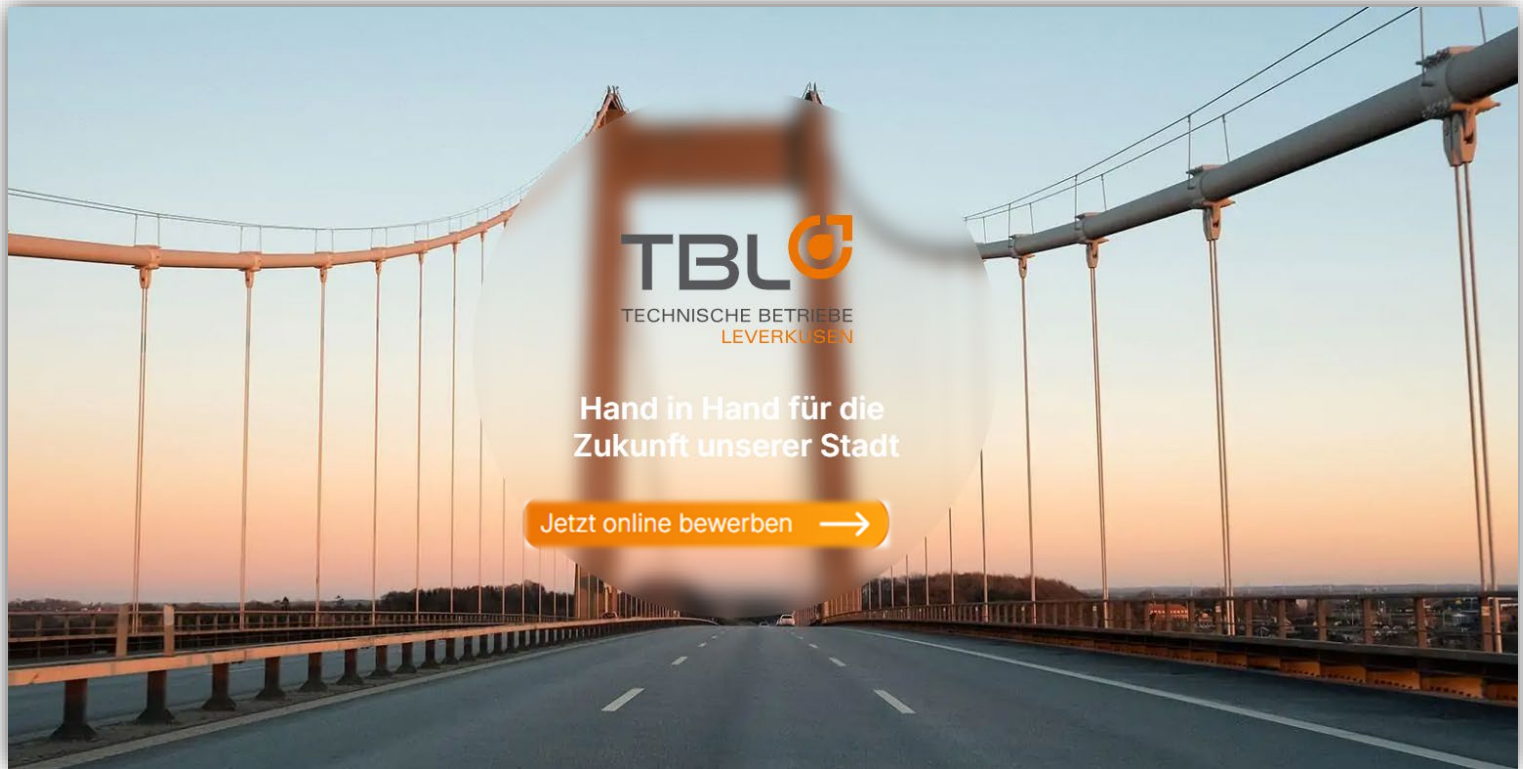 TBL
TECHNISCHE BETRIEBE
LEVERKUSEN
Hand in Hand für die
Zukunft unserer Stadt
Jetzt online bewerben